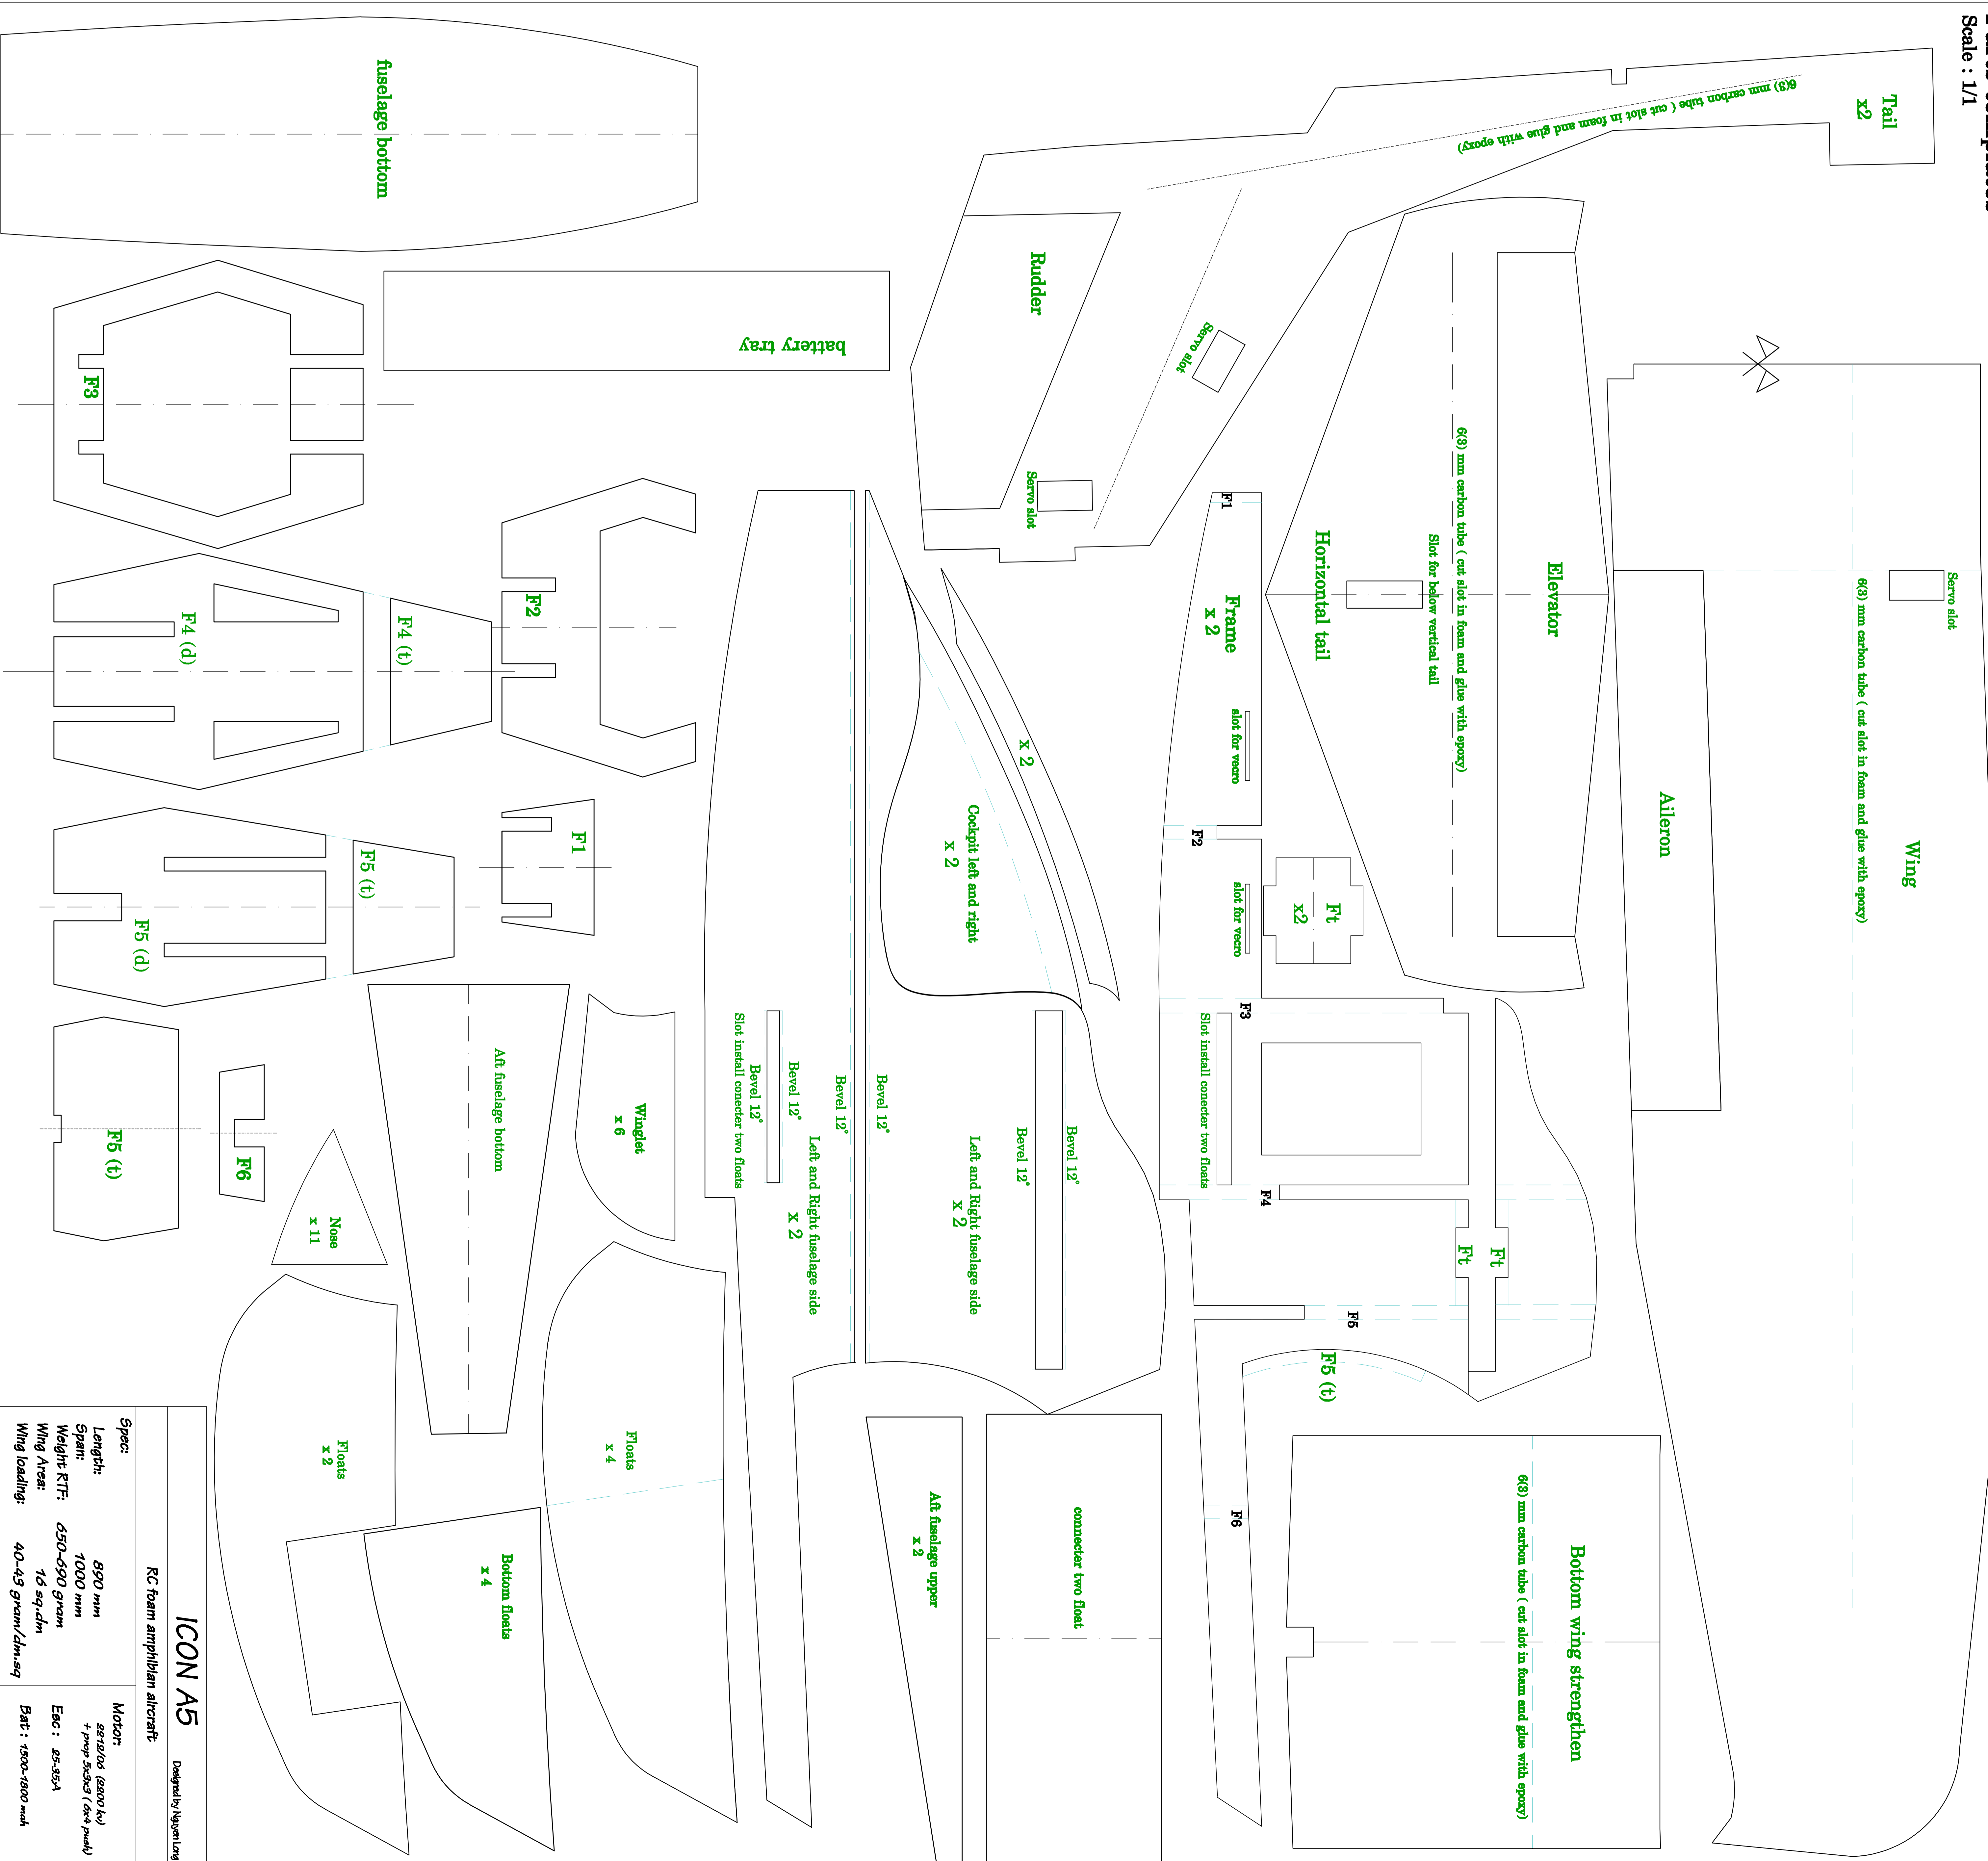 Scale : 1/1
Tail
x2
6(3) mm carbon tube ( cut slot in foam and glue with epoxy)
fuselage bottom
Rudder
Servo slot
Servo slot
battery tray
F3
F4 (d)
F4 (t)
F2
F1
F5 (t)
F5 (d)
F5 (t)
F6
Nose
x 11
Aft fuselage bottom
Winglet
x 6
Floats
x 2
Floats
x 4
Bottom floats
x 4
x 2
Cockpit left and right
x 2
Slot install conecter two floats
Bevel 12°
Bevel 12°
Bevel 12°
Bevel 12°
Left and Right fuselage side
x 2
Left and Right fuselage side
x 2
Bevel 12°
Bevel 12°
Aft fuselage upper
x 2
connecter two float
F1
Frame
x 2
slot for vecro
F2
slot for vecro
F3
Slot install conecter two floats
F4
F5
F5 (t)
F6
Ft
x2
Ft
Ft
Horizontal tail
Slot for below vertical tail
6(3) mm carbon tube ( cut slot in foam and glue with epoxy)
Elevator
Servo slot
Wing
6(3) mm carbon tube ( cut slot in foam and glue with epoxy)
Aileron
Bottom wing strengthen
6(3) mm carbon tube ( cut slot in foam and glue with epoxy)
ICON A5
Designed by Nguyen Long
RC foam amphibian aircraft
Spec:
Length: 890 mm
Span: 1000 mm
Weight RTF: 650-690 gram
Wing Area: 16 sq.dm
Wing loading: 40-43 gram/dm.sq
Motor:
2212/06 (2200 kv)
+ prop 5x3x3 ( 6x4 push)
Esc : 25-35A
Bat : 1500-1800 mah